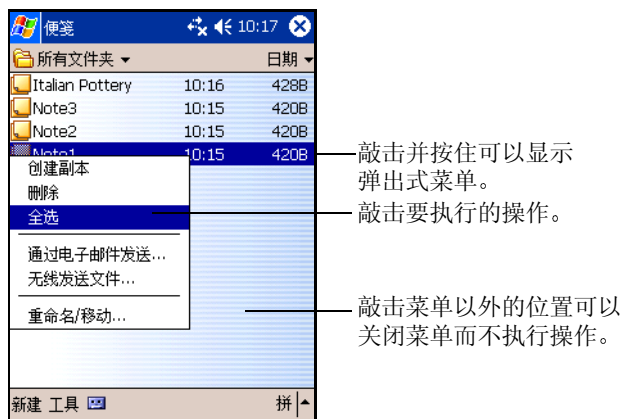 便笺 10:17
所有文件夹 日期
Italian Pottery 10:16 428B
Note3 10:15 420B
Note2 10:15 420B
Note1 10:15 420B
创建副本
删除
全选
通过电子邮件发送...
无线发送文件...
重命名/移动...
新建 工具 拼
敲击并按住可以显示
弹出式菜单。
敲击要执行的操作。
敲击菜单以外的位置可以
关闭菜单而不执行操作。